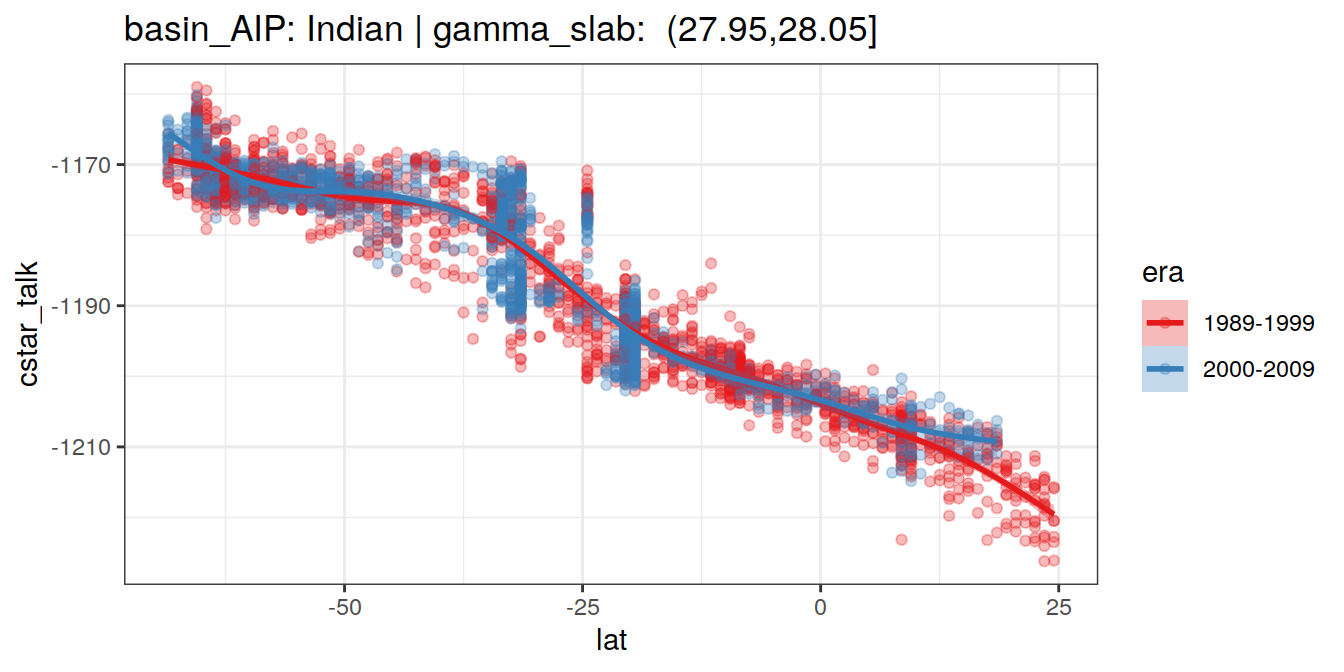 basin_AIP: Indian | gamma_slab:  (27.95,28.05]
-1170
-1190
-1210
cstar_talk
-50
-25
0
25
lat
era
1989-1999
2000-2009